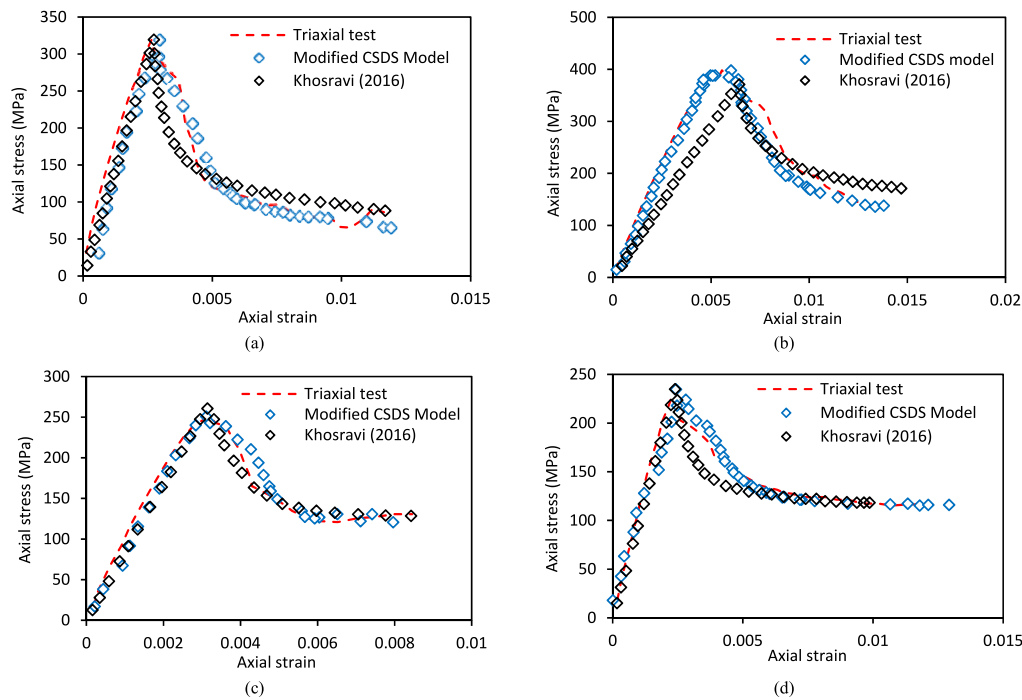 350
300
250
200
150
100
50
0
Axial stress (MPa)
Triaxial test
Modified CSDS Model
Khosravi (2016)
0 0.005 0.01 0.015
Axial strain
(a)
500
400
300
200
100
0
Axial stress (MPa)
Triaxial test
Modified CSDS model
Khosravi (2016)
0 0.005 0.01 0.015 0.02
Axial strain
(b)
300
250
200
150
100
50
0
Axial stress (MPa)
Triaxial test
Modified CSDS Model
Khosravi (2016)
0 0.002 0.004 0.006 0.008 0.01
Axial strain
(c)
250
200
150
100
50
0
Axial stress (MPa)
Triaxial test
Modified CSDS Model
Khosravi (2016)
0 0.005 0.01 0.015
Axial strain
(d)